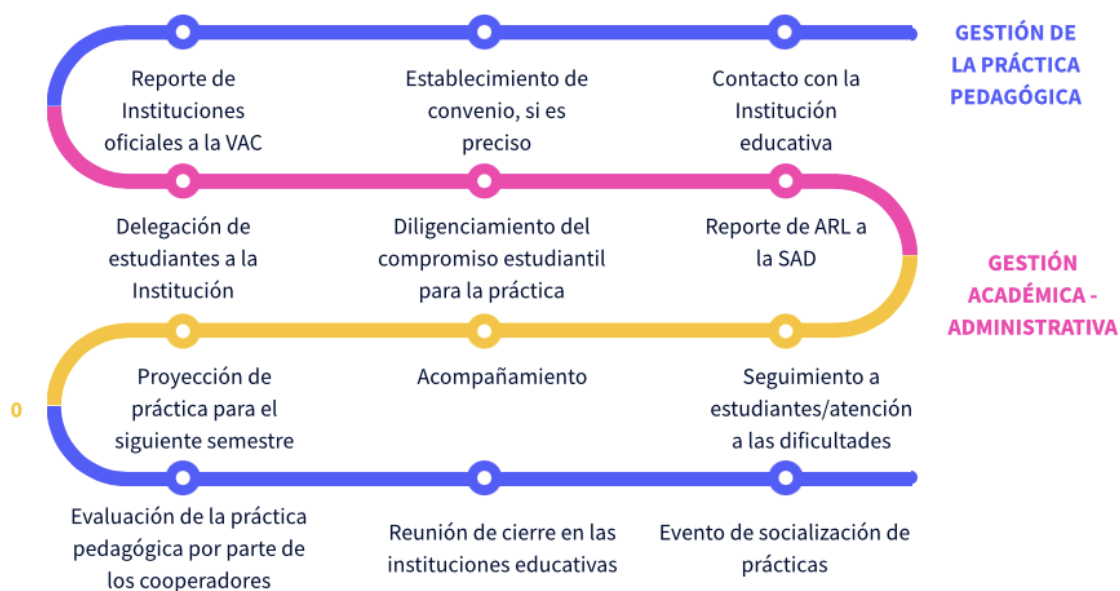 GESTIÓN DE
LA PRÁCTICA
PEDAGÓGICA
Reporte de
Instituciones
oficiales a la VAC
Establecimiento de
convenio, si es
preciso
Contacto con la
Institución
educativa
Delegación de
estudiantes a la
Institución
Diligenciamiento del
compromiso estudiantil
para la práctica
Reporte de ARL a
la SAD
GESTIÓN
ACADÉMICA -
ADMINISTRATIVA
Proyección de
práctica para el
siguiente semestre
Acompañamiento
Seguimiento a
estudiantes/atención
a las dificultades
0
Evaluación de la práctica
pedagógica por parte de
los cooperadores
Reunión de cierre en las
instituciones educativas
Evento de socialización de
prácticas